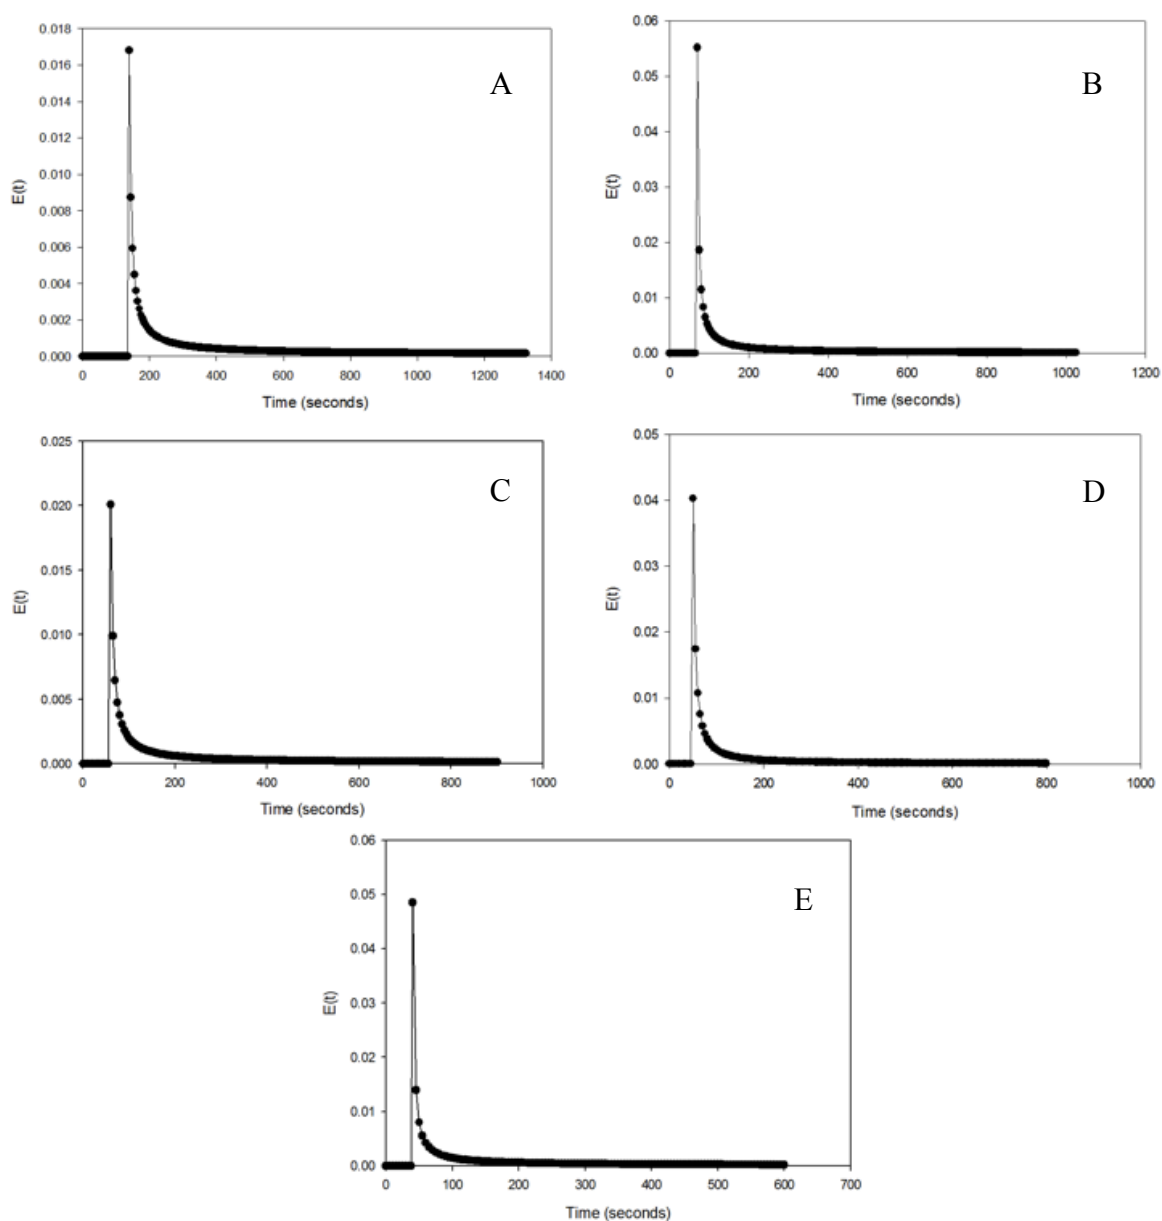 A
E(t)
0.018
0.016
0.014
0.012
0.010
0.008
0.006
0.004
0.002
0.000
0 200 400 600 800 1000 1200 1400
Time (seconds)
B
E(t)
0.06
0.05
0.04
0.03
0.02
0.01
0.00
0 200 400 600 800 1000 1200
Time (seconds)
C
E(t)
0.025
0.020
0.015
0.010
0.005
0.000
0 200 400 600 800 1000
Time (seconds)
D
E(t)
0.05
0.04
0.03
0.02
0.01
0.00
0 200 400 600 800 1000
Time (seconds)
E
E(t)
0.06
0.05
0.04
0.03
0.02
0.01
0.00
0 100 200 300 400 500 600 700
Time (seconds)